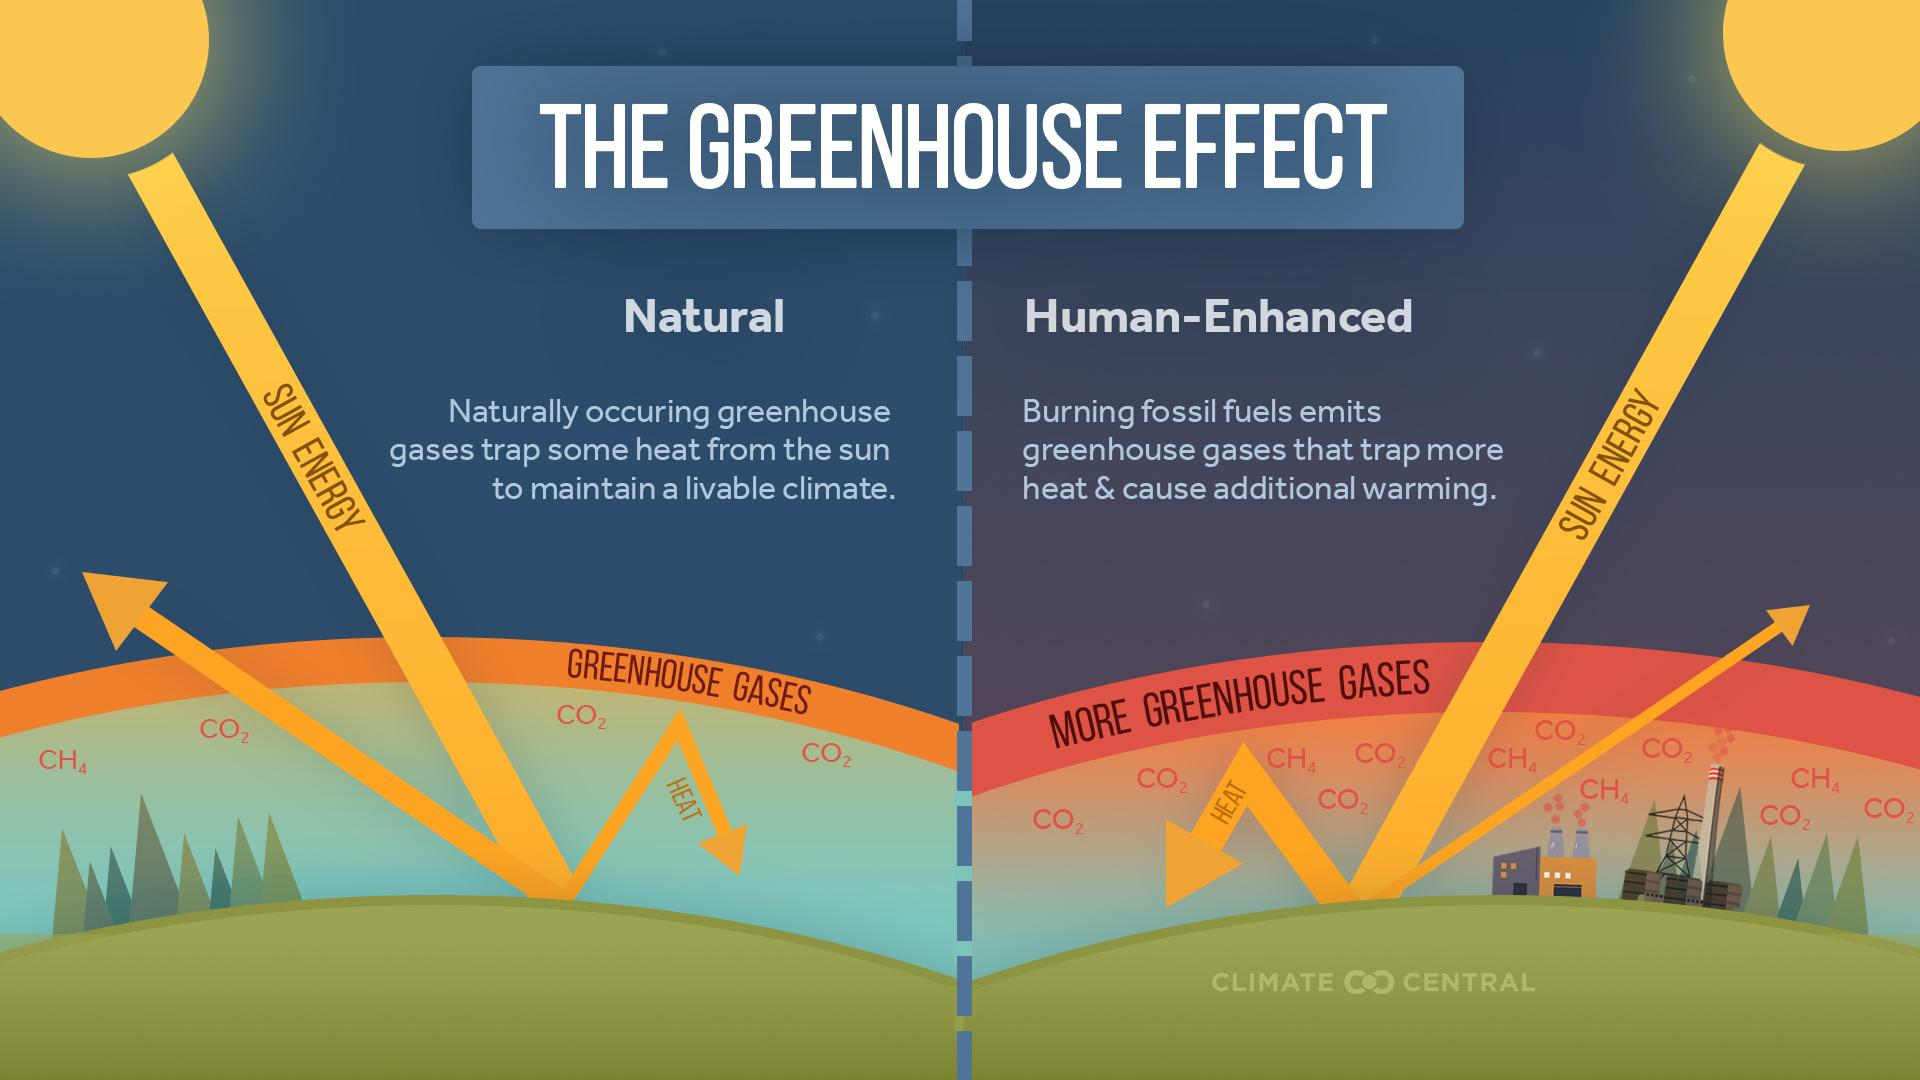 THE GREENHOUSE EFFECT
Natural
Naturally occuring greenhouse
gases trap some heat from the sun
to maintain a livable climate.
SUN ENERGY
GREENHOUSE GASES
CO₂
CO₂
CH₄
CO₂
HEAT
Human-Enhanced
Burning fossil fuels emits
greenhouse gases that trap more
heat & cause additional warming.
SUN ENERGY
MORE GREENHOUSE GASES
CO₂
CH₄
CO₂
CH₄
CO₂
CO₂
CO₂
CH₄
CH₄
CO₂
CO₂
CO₂
HEAT
CLIMATE CENTRAL